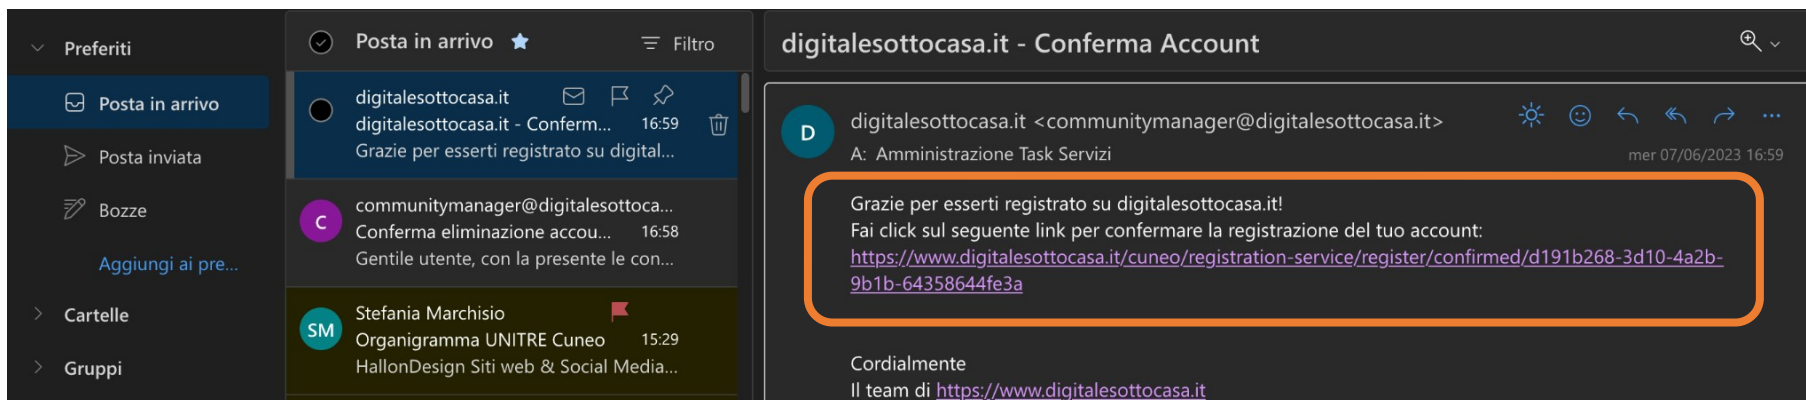 Preferiti
Posta in arrivo
Posta inviata
Bozze
Aggiungi ai pre...
Cartelle
Gruppi
Posta in arrivo
Filtro
digitalesottocasa.it
digitalesottocasa.it - Conferm... 16:59
Grazie per esserti registrato su digital...
C
communitymanager@digitalesottoca...
Conferma eliminazione accou... 16:58
Gentile utente, con la presente le con...
SM
Stefania Marchisio
Organigramma UNITRE Cuneo 15:29
HallonDesign Siti web & Social Media...
digitalesottocasa.it - Conferma Account
D
digitalesottocasa.it <communitymanager@digitalesottocasa.it>
A: Amministrazione Task Servizi mer 07/06/2023 16:59
Grazie per esserti registrato su digitalesottocasa.it!
Fai click sul seguente link per confermare la registrazione del tuo account:
https://www.digitalesottocasa.it/cuneo/registration-service/register/confirmed/d191b268-3d10-4a2b-
9b1b-64358644fe3a
Cordialmente
Il team di https://www.digitalesottocasa.it